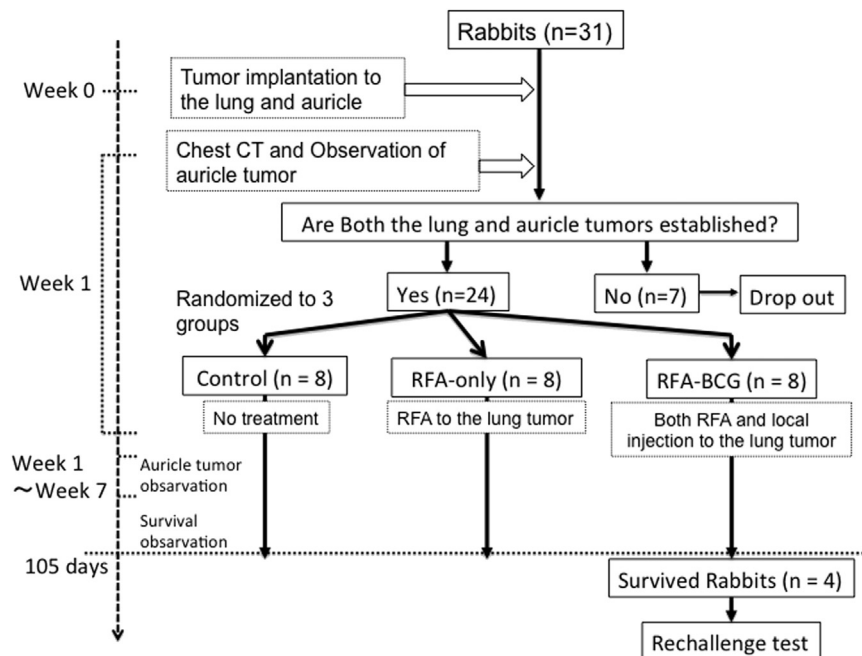 Rabbits (n=31)
Week 0
Tumor implantation to
the lung and auricle
Chest CT and Observation of
auricle tumor
Are Both the lung and auricle tumors established?
Week 1
Yes (n=24)
No (n=7)
Drop out
Randomized to 3
groups
Control (n = 8)
RFA-only (n = 8)
RFA-BCG (n = 8)
No treatment
RFA to the lung tumor
Both RFA and local
injection to the lung tumor
Week 1
~Week 7
Auricle tumor
obsarvation
Survival
obsarvation
105 days
Survived Rabbits (n = 4)
Rechallenge test